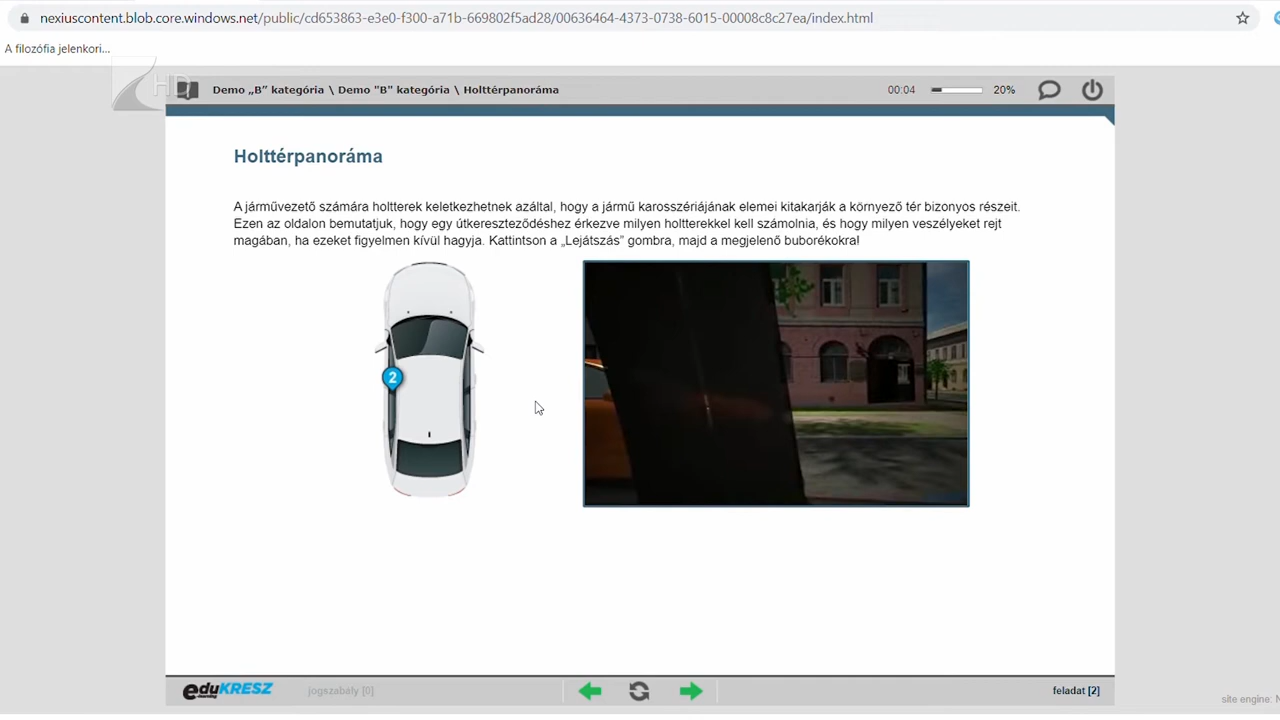 nexiuscontent.blob.core.windows.net/public/cd653863-e3e0-f300-a71b-669802f5ad28/00636464-4373-0738-6015-00008c8c27ea/index.html
A filozófia jelenkori...
HD
Demo „B” kategória \ Demo "B" kategória \ Holttérpanoráma
00:04
20%
Holttérpanoráma
A járművezető számára holtterek keletkezhetnek azáltal, hogy a jármű karosszériájának elemei kitakarják a környező tér bizonyos részeit.
Ezen az oldalon bemutatjuk, hogy egy útkereszteződéshez érkezve milyen holtterekkel kell számolnia, és hogy milyen veszélyeket rejt
magában, ha ezeket figyelmen kívül hagyja. Kattintson a „Lejátszás” gombra, majd a megjelenő buborékokra!
2
eduKRESZ
e-learning
jogszabály [0]
feladat [2]
site engine: N